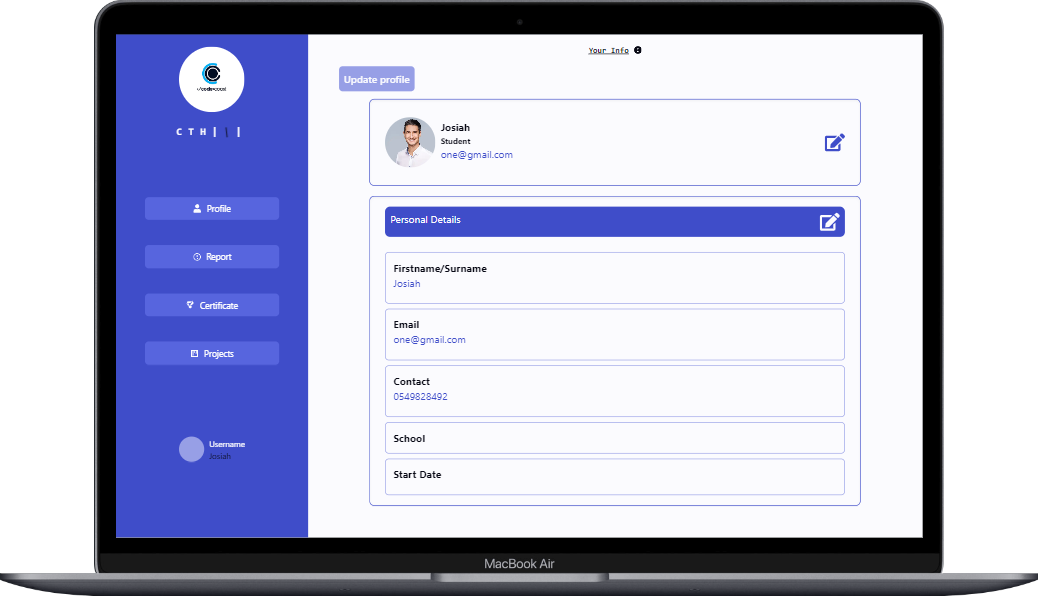 Your Info
Update profile
CTH
Josiah
Student
one@gmail.com
Profile
Report
Certificate
Projects
Username
Josiah
Personal Details
Firstname/Surname
Josiah
Email
one@gmail.com
Contact
0549828492
School
Start Date
MacBook Air